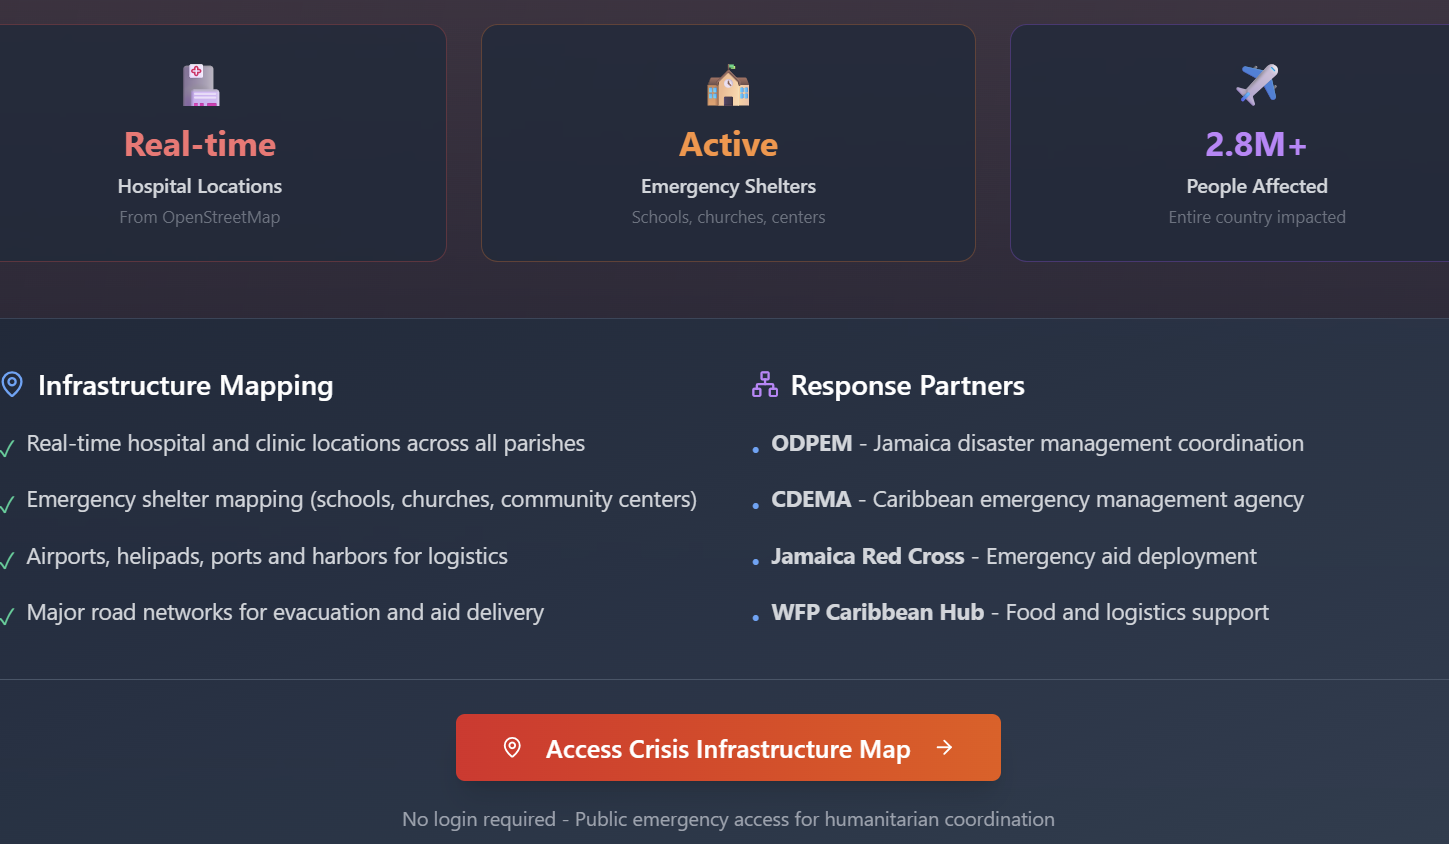 Real-time
Hospital Locations
From OpenStreetMap
Active
Emergency Shelters
Schools, churches, centers
2.8M+
People Affected
Entire country impacted
Infrastructure Mapping
Real-time hospital and clinic locations across all parishes
Emergency shelter mapping (schools, churches, community centers)
Airports, helipads, ports and harbors for logistics
Major road networks for evacuation and aid delivery
Response Partners
ODPEM - Jamaica disaster management coordination
CDEMA - Caribbean emergency management agency
Jamaica Red Cross - Emergency aid deployment
WFP Caribbean Hub - Food and logistics support
Access Crisis Infrastructure Map
No login required - Public emergency access for humanitarian coordination